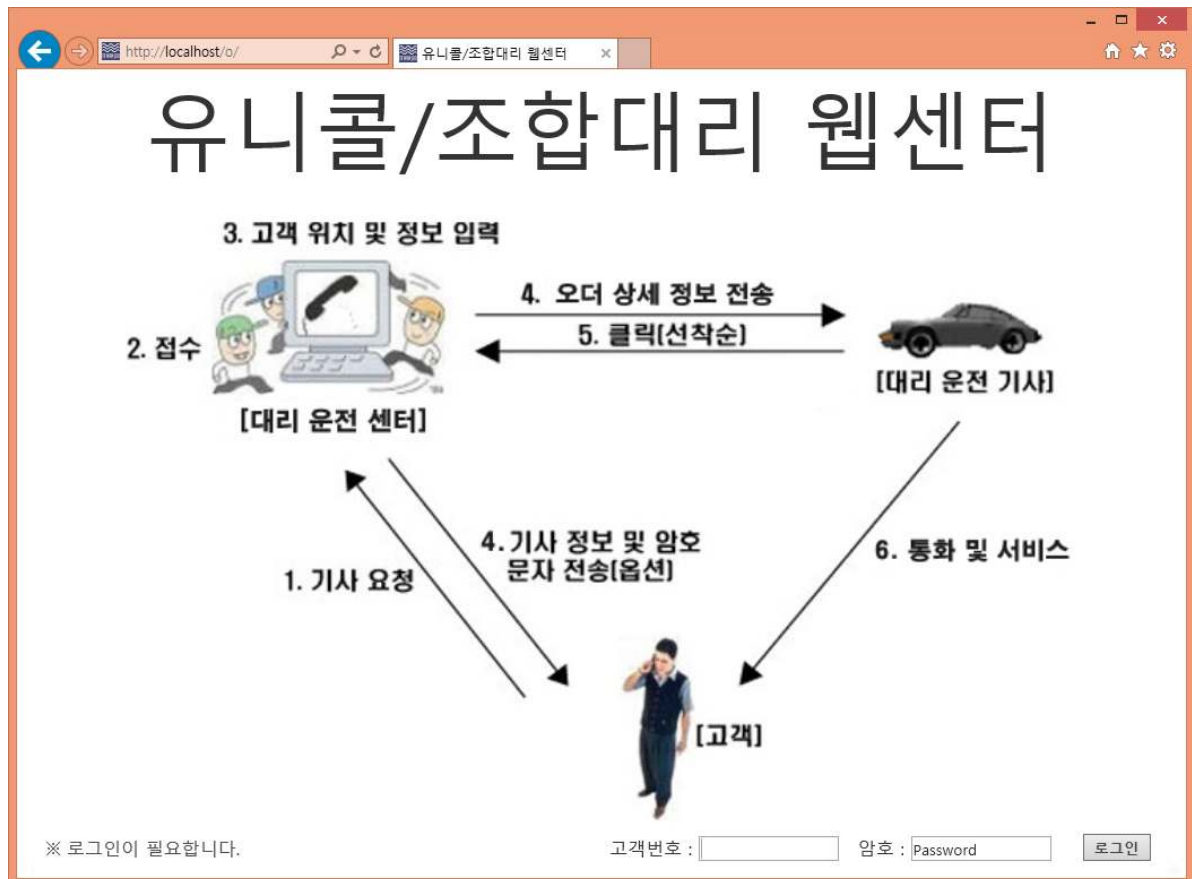 http://localhost/o/
유니콜/조합대리 웹센터
유니콜/조합대리 웹센터
3. 고객 위치 및 정보 입력
4. 오더 상세 정보 전송
2. 접수
5. 클릭(선착순)
[대리 운전 기사]
[대리 운전 센터]
4. 기사 정보 및 암호
문자 전송(옵션)
6. 통화 및 서비스
1. 기사 요청
[고객]
※ 로그인이 필요합니다.
고객번호 :
암호 : Password
로그인